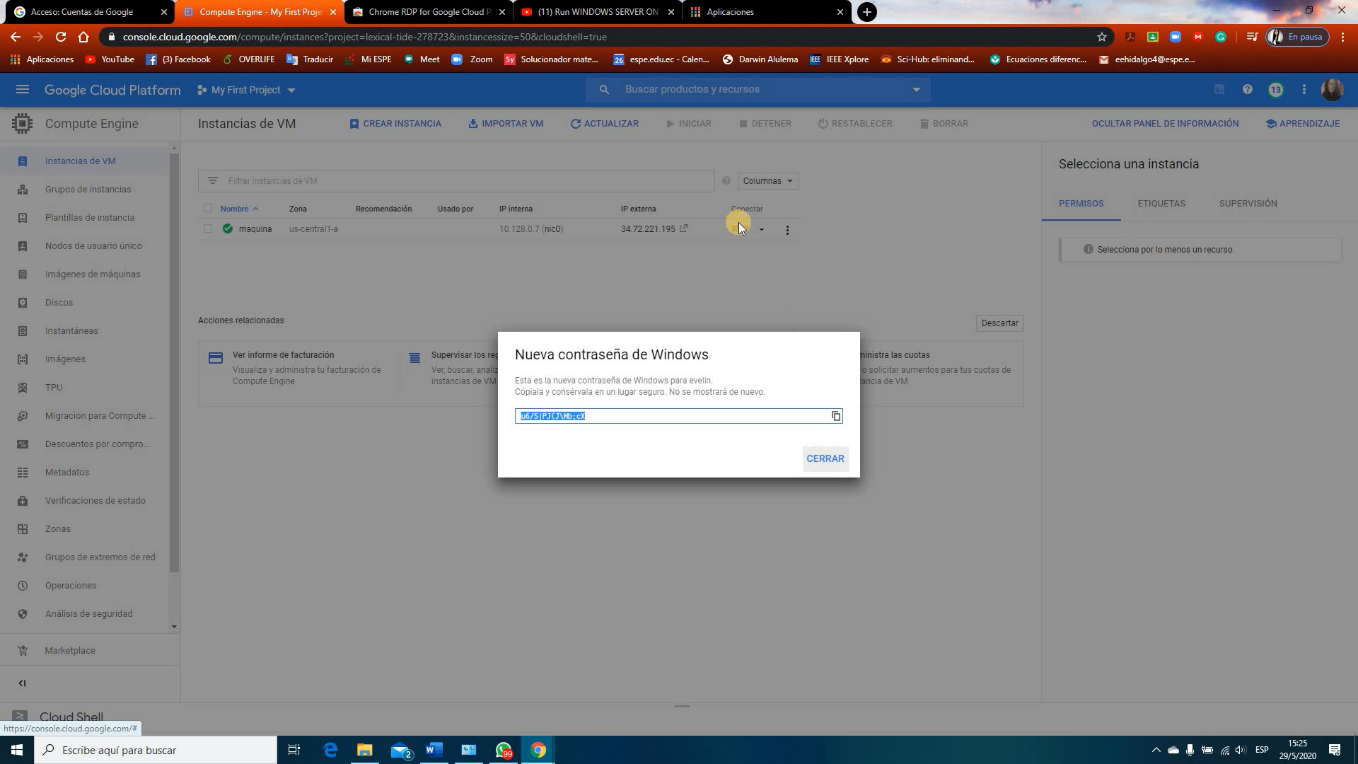 Acceso: Cuentas de Google
Compute Engine - My First Proje
Chrome RDP for Google Cloud P
(11) Run WINDOWS SERVER ON
Aplicaciones
console.cloud.google.com/compute/instances?project=lexical-tide-278723&instancessize=50&cloudshell=true
En pausa
Aplicaciones
YouTube
(3) Facebook
OVERLIFE
Traducir
Mi ESPE
Meet
Zoom
Solucionador mate...
espe.edu.ec - Calen...
Darwin Alulema
IEEE Xplore
Sci-Hub: eliminand...
Ecuaciones diferenc...
eehidalgo4@espe.e...
Google Cloud Platform
My First Project
Buscar productos y recursos
13
Compute Engine
Instancias de VM
CREAR INSTANCIA
IMPORTAR VM
ACTUALIZAR
INICIAR
DETENER
RESTABLECER
BORRAR
OCULTAR PANEL DE INFORMACIÓN
APRENDIZAJE
Instancias de VM
Grupos de instancias
Plantillas de instancia
Nodos de usuario único
Imágenes de máquinas
Discos
Instantáneas
Imágenes
TPU
Migración para Compute ...
Descuentos por compro...
Metadatos
Verificaciones de estado
Zonas
Grupos de extremos de red
Operaciones
Análisis de seguridad
Marketplace
Filtrar instancias de VM
Columnas
Nombre
Zona
Recomendación
Usado por
IP interna
IP externa
Conectar
maquina
us-central1-a
10.128.0.7 (nic0)
34.72.221.195
Selecciona una instancia
PERMISOS
ETIQUETAS
SUPERVISIÓN
Selecciona por lo menos un recurso.
Acciones relacionadas
Descartar
Ver informe de facturación
Visualiza y administra tu facturación de
Compute Engine
Supervisar los
Ver, buscar,
instancias de VM
las cuotas
solicitar aumentos para tus cuotas de
de VM
Nueva contraseña de Windows
Esta es la nueva contraseña de Windows para evelin.
Cópiala y consérvala en un lugar seguro. No se mostrará de nuevo.
CERRAR
Cloud Shell
https://console.cloud.google.com/#
Escribe aquí para buscar
2
99
ESP
15:25
29/5/2020